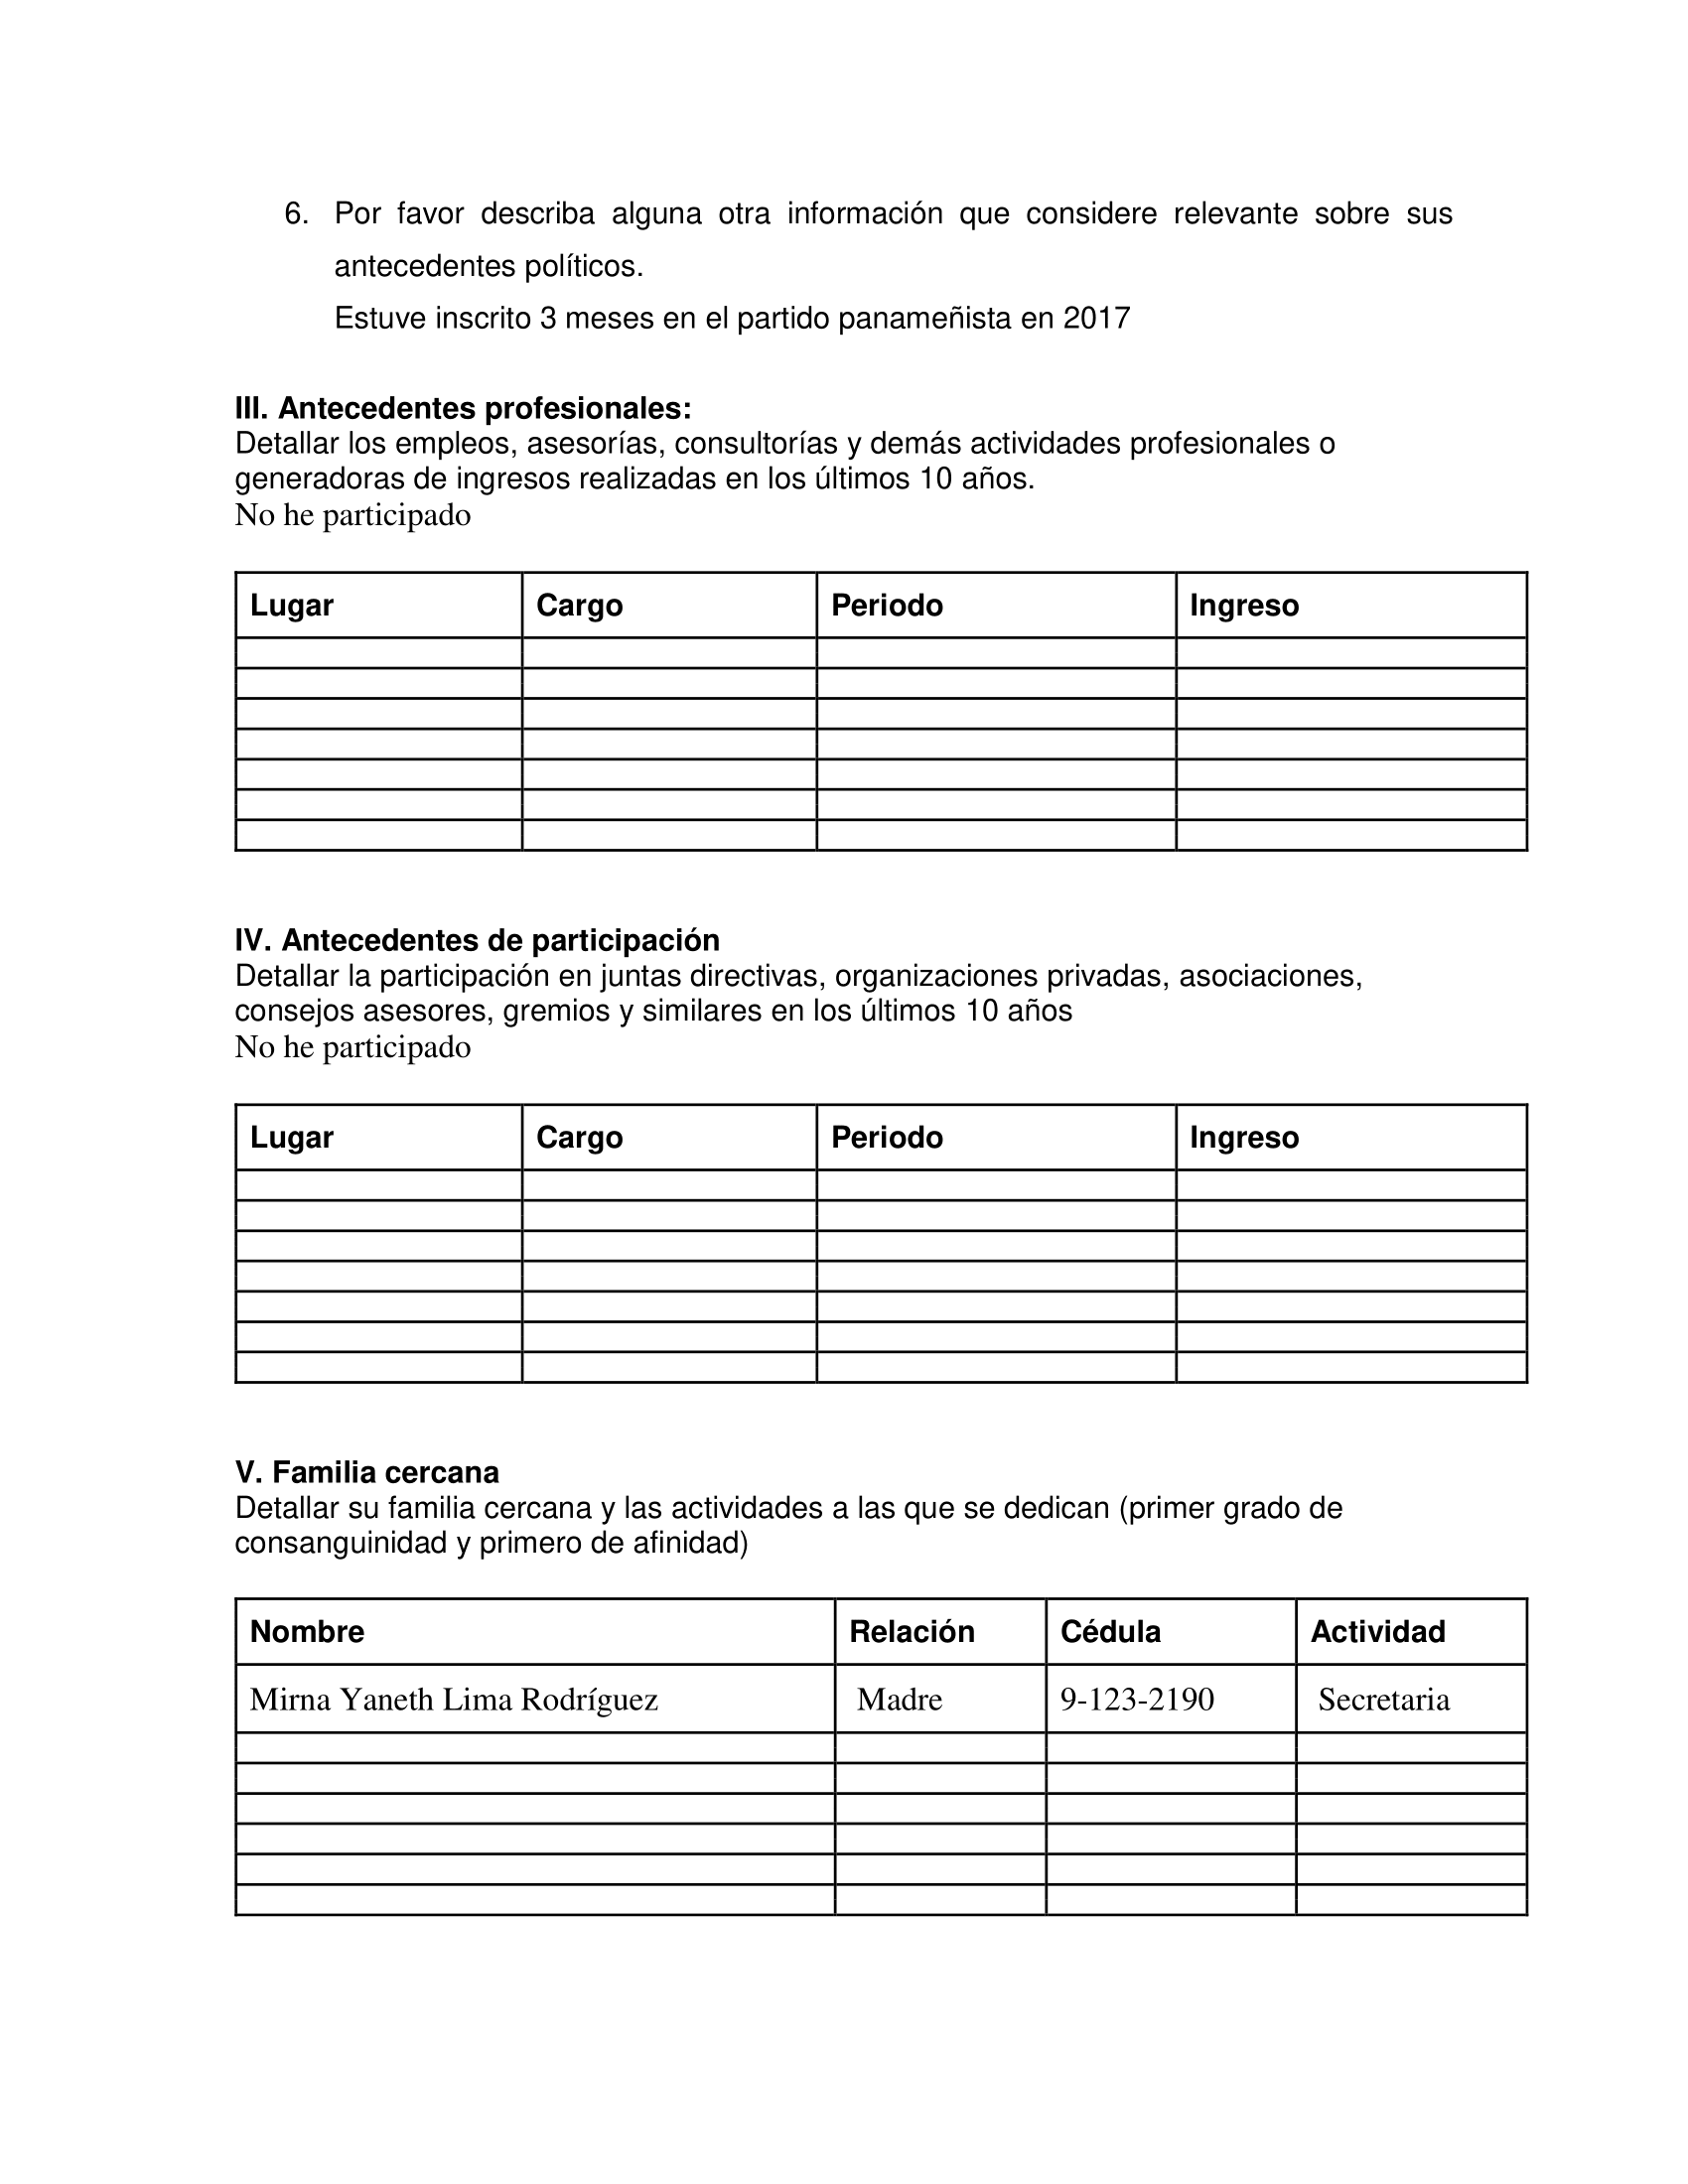 6. Por favor describa alguna otra información que considere relevante sobre sus
antecedentes políticos.
Estuve inscrito 3 meses en el partido panameñista en 2017
III. Antecedentes profesionales:
Detallar los empleos, asesorías, consultorías y demás actividades profesionales o
generadoras de ingresos realizadas en los últimos 10 años.
No he participado
Lugar Cargo Periodo Ingreso
IV. Antecedentes de participación
Detallar la participación en juntas directivas, organizaciones privadas, asociaciones,
consejos asesores, gremios y similares en los últimos 10 años
No he participado
Lugar Cargo Periodo Ingreso
V. Familia cercana
Detallar su familia cercana y las actividades a las que se dedican (primer grado de
consanguinidad y primero de afinidad)
Nombre Relación Cédula Actividad
Mirna Yaneth Lima Rodríguez Madre 9-123-2190 Secretaria